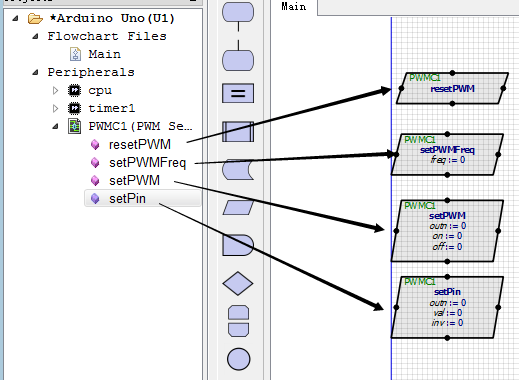 Main
*Arduino Uno(U1)
Flowchart Files
Main
Peripherals
cpu
timer1
PWMC1(PWM Se...
resetPWM
setPWMFreq
setPWM
setPin
PWMC1
resetPWM
PWMC1
setPWMFreq
freq := 0
PWMC1
setPWM
outn := 0
on := 0
off := 0
PWMC1
setPin
outn := 0
val := 0
inv := 0